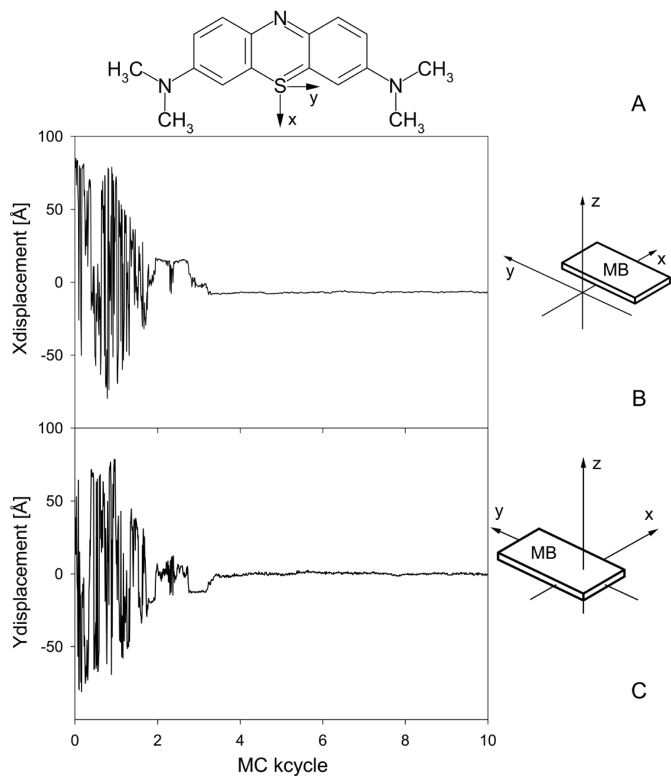 N
H₃C N S N CH₃
y
CH₃ x CH₃
A
100
50
0
-50
100
Xdisplacement [Å]
z
MB x
y
B
50
0
-50
Ydisplacement [Å]
z
y x
MB
C
0 2 4 6 8 10
MC kcycle